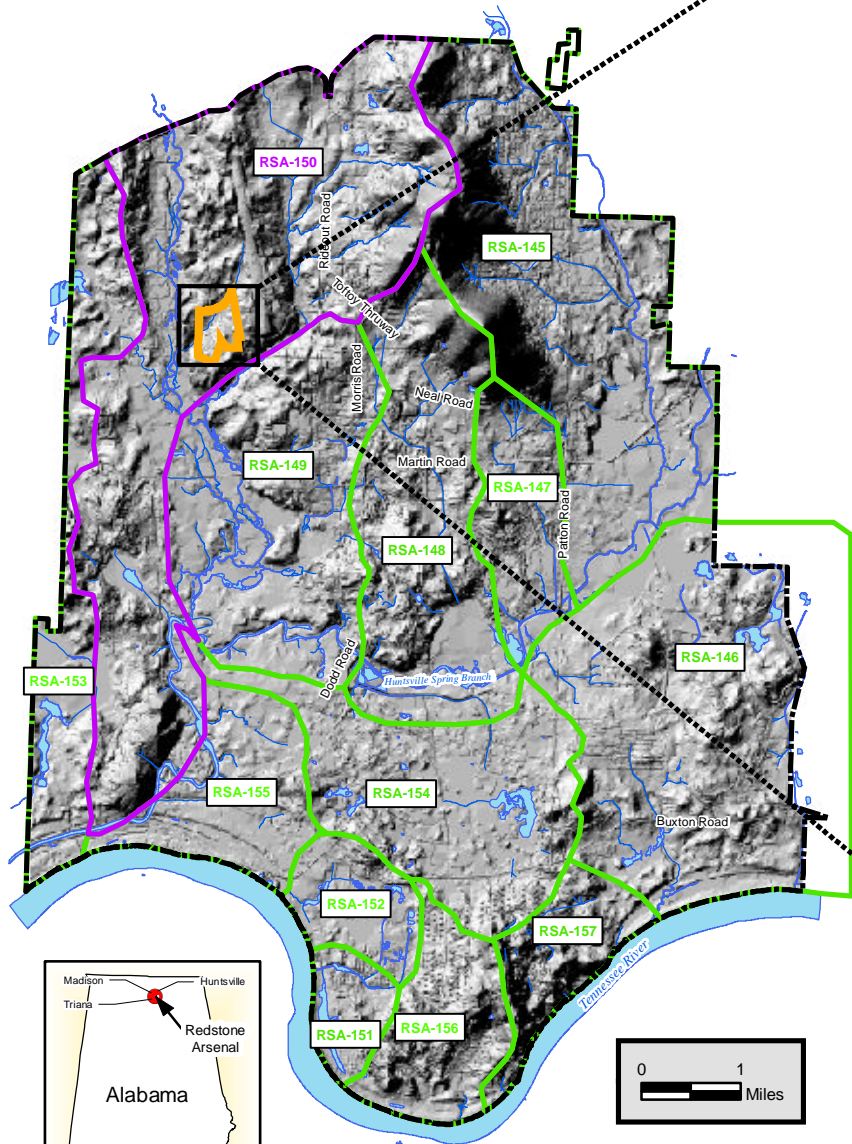 RSA-150
Rideout Road
RSA-145
Toftoy Thruway
Morris Road
Neal Road
Martin Road
RSA-149
RSA-147
Patton Road
RSA-148
RSA-146
Dodd Road
Huntsville Spring Branch
RSA-153
RSA-155
RSA-154
Buxton Road
RSA-152
RSA-157
Tennessee River
RSA-151
RSA-156
Madison
Huntsville
Triana
Redstone
Arsenal
Alabama
0 1
Miles